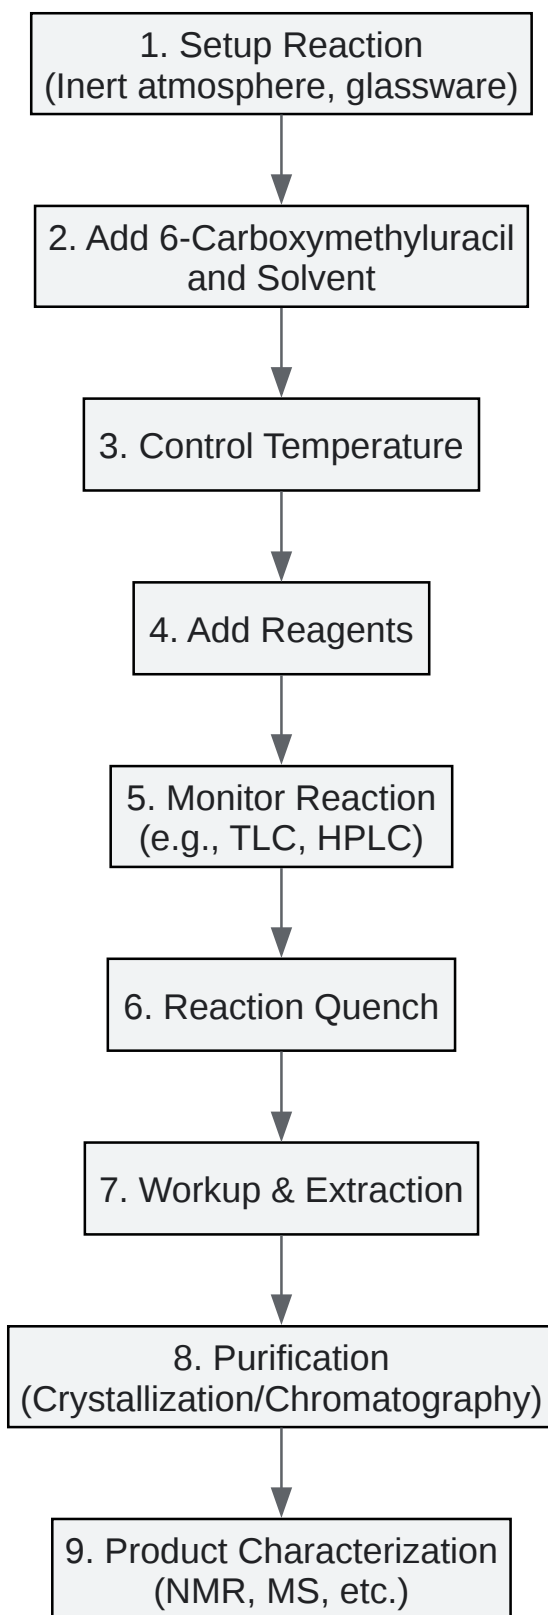 1. Setup Reaction
(Inert atmosphere, glassware)
2. Add 6-Carboxymethyluracil
and Solvent
3. Control Temperature
4. Add Reagents
5. Monitor Reaction
(e.g., TLC, HPLC)
6. Reaction Quench
7. Workup & Extraction
8. Purification
(Crystallization/Chromatography)
9. Product Characterization
(NMR, MS, etc.)